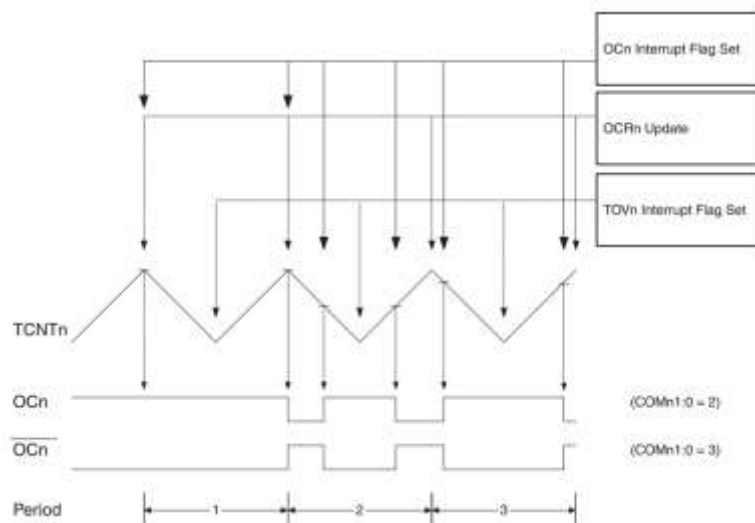 OCn Interrupt Flag Set
OCRn Update
TOVn Interrupt Flag Set
TCNTn
OCn
(COMn1:0 = 2)
OCn
(COMn1:0 = 3)
Period
1
2
3